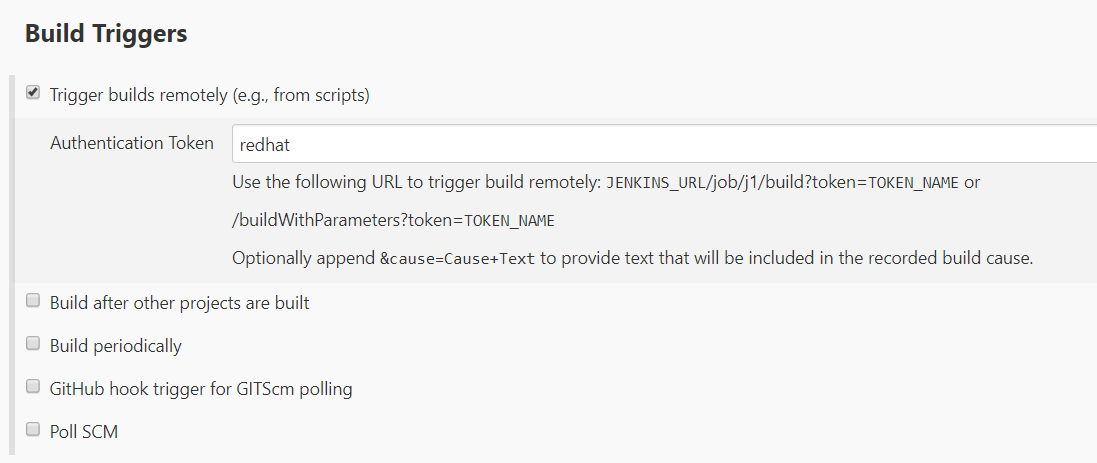 Build Triggers
Trigger builds remotely (e.g., from scripts)
Authentication Token
redhat
Use the following URL to trigger build remotely: JENKINS_URL/job/j1/build?token=TOKEN_NAME or
/buildWithParameters?token=TOKEN_NAME
Optionally append &cause=Cause+Text to provide text that will be included in the recorded build cause.
Build after other projects are built
Build periodically
GitHub hook trigger for GITScm polling
Poll SCM